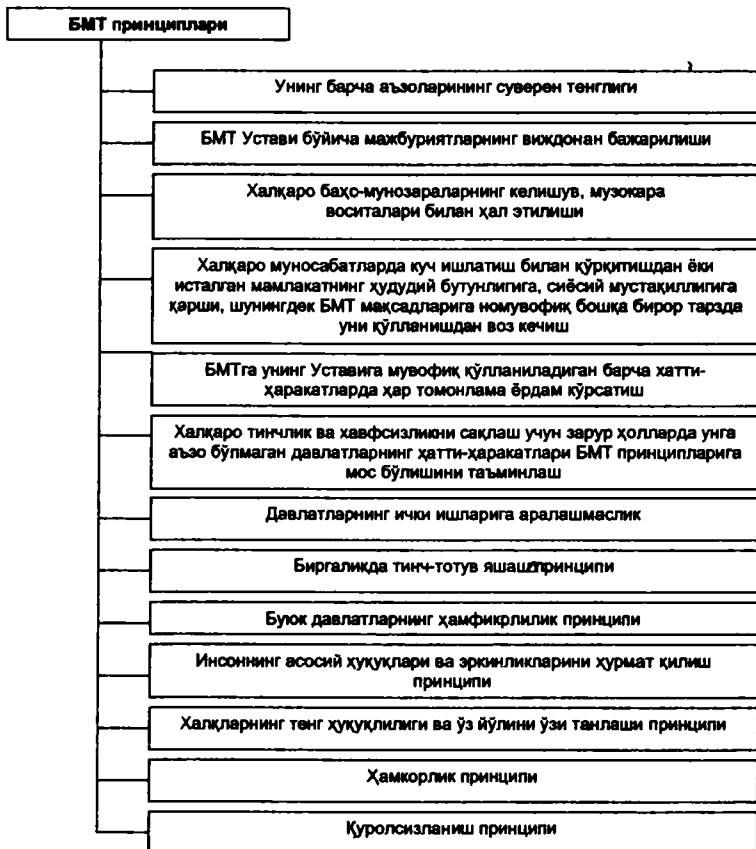 БМТ принциплари
Унинг барча аъзоларининг суверен тенглиги
БМТ Устави бўйича мажбуриятларнинг виждонан бажарилиши
Халқаро баҳо-мунозараларнинг келишув, музокара
воситалари билан ҳал этилиши
Халқаро муносабатларда куч ишлатиш билан қўрқитишдан ёки
исталган мамлакатнинг ҳудудий бутунлигига, сиёсий мустақиллигига
қарши, шунингдек БМТ мақсадларига номувофиқ бошқа бирор тарзда
уни қўлланишдан воз кечиш
БМТга унинг Уставига мувофиқ қўлланиладиган барча хатти-
ҳаракатларда ҳар томонлама ёрдам кўрсатиш
Халқаро тинчлик ва хавфсизликни сақлаш учун зарур ҳолларда унга
аъзо бўлмаган давлатларнинг ҳатти-ҳаракатлари БМТ принципларига
мос бўлишини таъминлаш
Давлатларнинг ички ишларига аралашмаслик
Биргаликда тинч-тотув яшаш принципи
Буюк давлатларнинг ҳамфикрлилик принципи
Инсоннинг асосий ҳуқуқлари ва эркинликларини ҳурмат қилиш
принципи
Халқларнинг тенг ҳуқуқлилиги ва ўз йўлини ўзи танлаши принципи
Ҳамкорлик принципи
Қуролсизланиш принципи